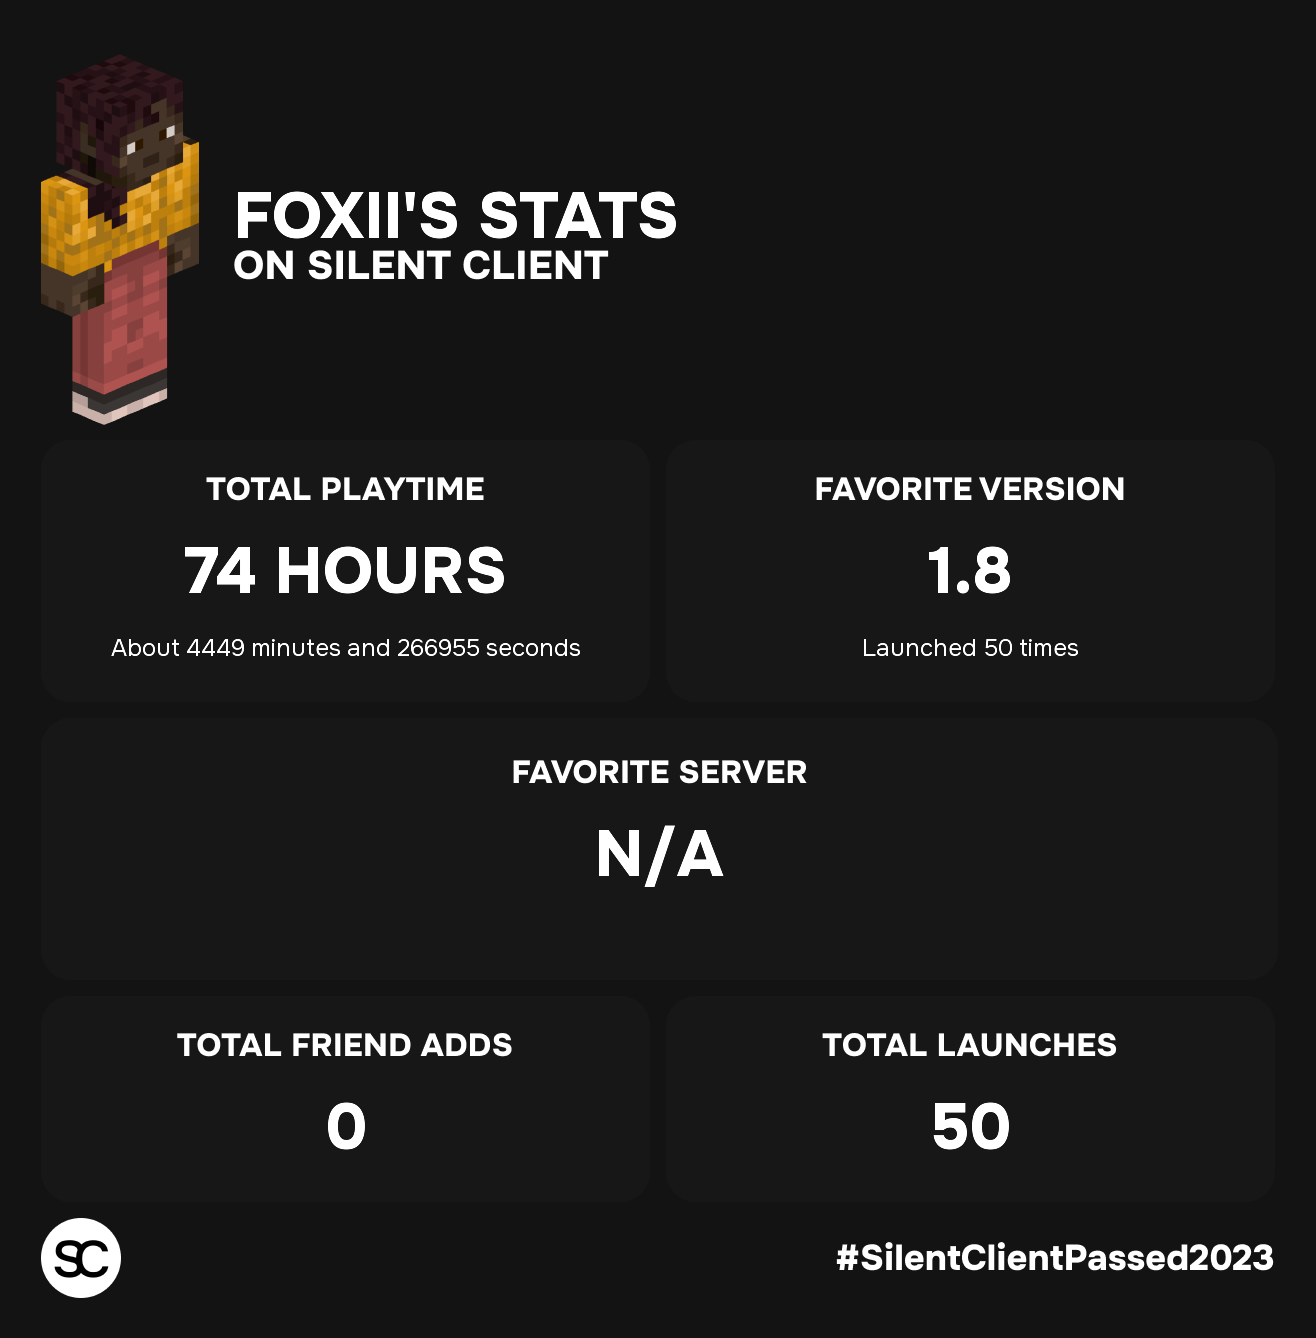 FOXII'S STATS
ON SILENT CLIENT
TOTAL PLAYTIME
74 HOURS
About 4449 minutes and 266955 seconds
FAVORITE VERSION
1.8
Launched 50 times
FAVORITE SERVER
N/A
TOTAL FRIEND ADDS
0
TOTAL LAUNCHES
50
SC
#SilentClientPassed2023